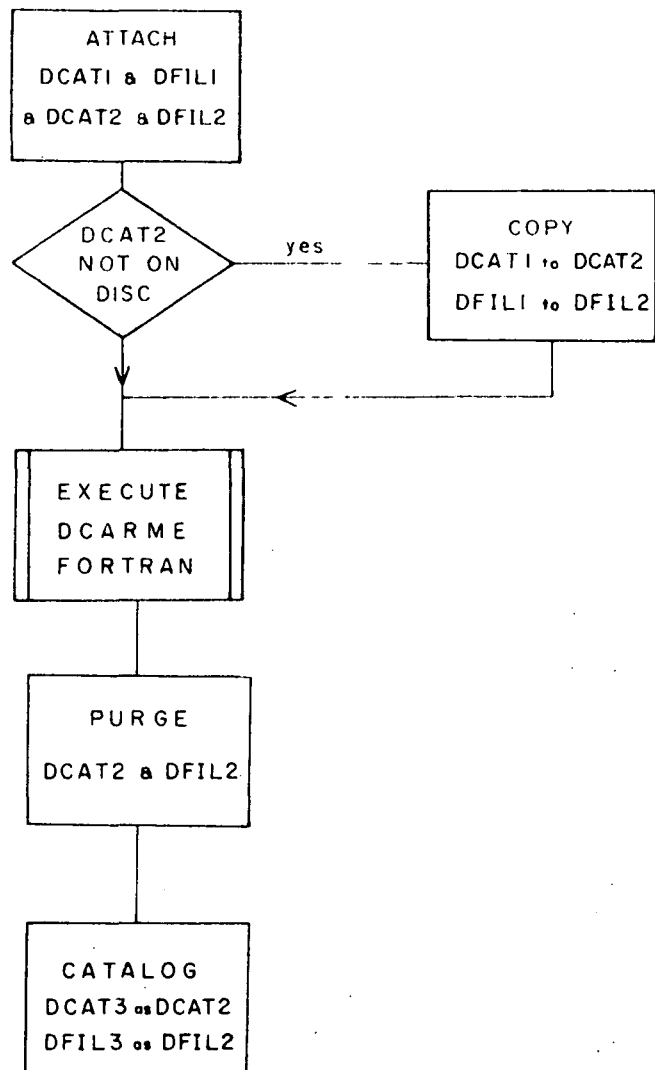 ATTACH
DCAT1 & DFIL1
& DCAT2 & DFIL2
DCAT2
NOT ON
DISC
yes
COPY
DCAT1 to DCAT2
DFIL1 to DFIL2
EXECUTE
DCARME
FORTRAN
PURGE
DCAT2 & DFIL2
CATALOG
DCAT3 as DCAT2
DFIL3 as DFIL2